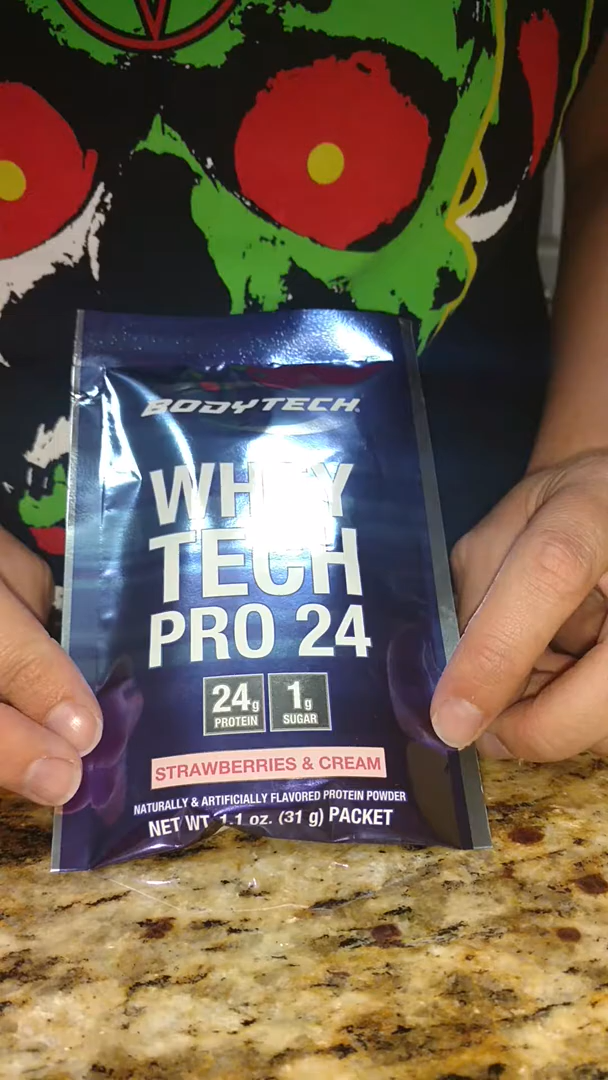 BODYTECH
WHEY
TECH
PRO 24
24g PROTEIN
1g SUGAR
STRAWBERRIES & CREAM
NATURALLY & ARTIFICIALLY FLAVORED PROTEIN POWDER
NET WT. 1.1 oz. (31 g) PACKET